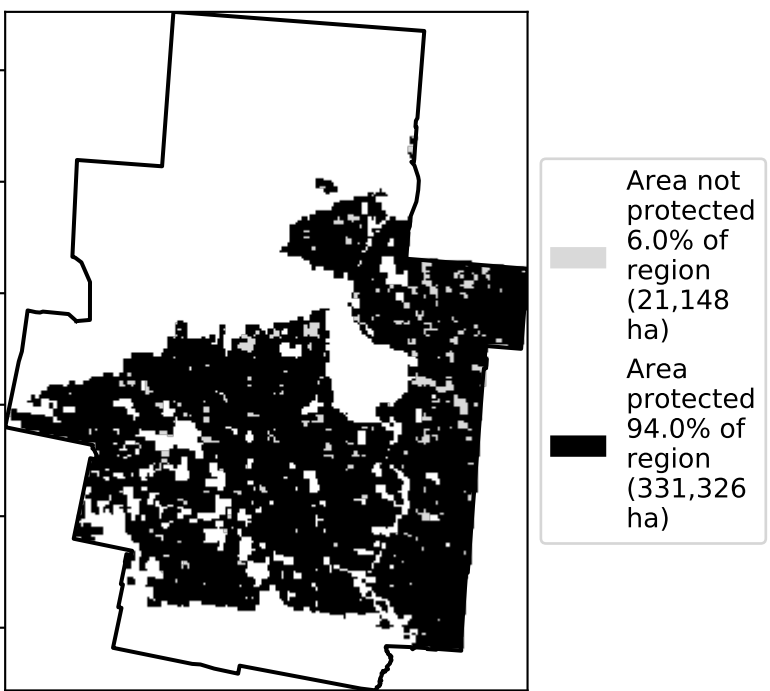 Area not
protected
6.0% of
region
(21,148
ha)
Area
protected
94.0% of
region
(331,326
ha)